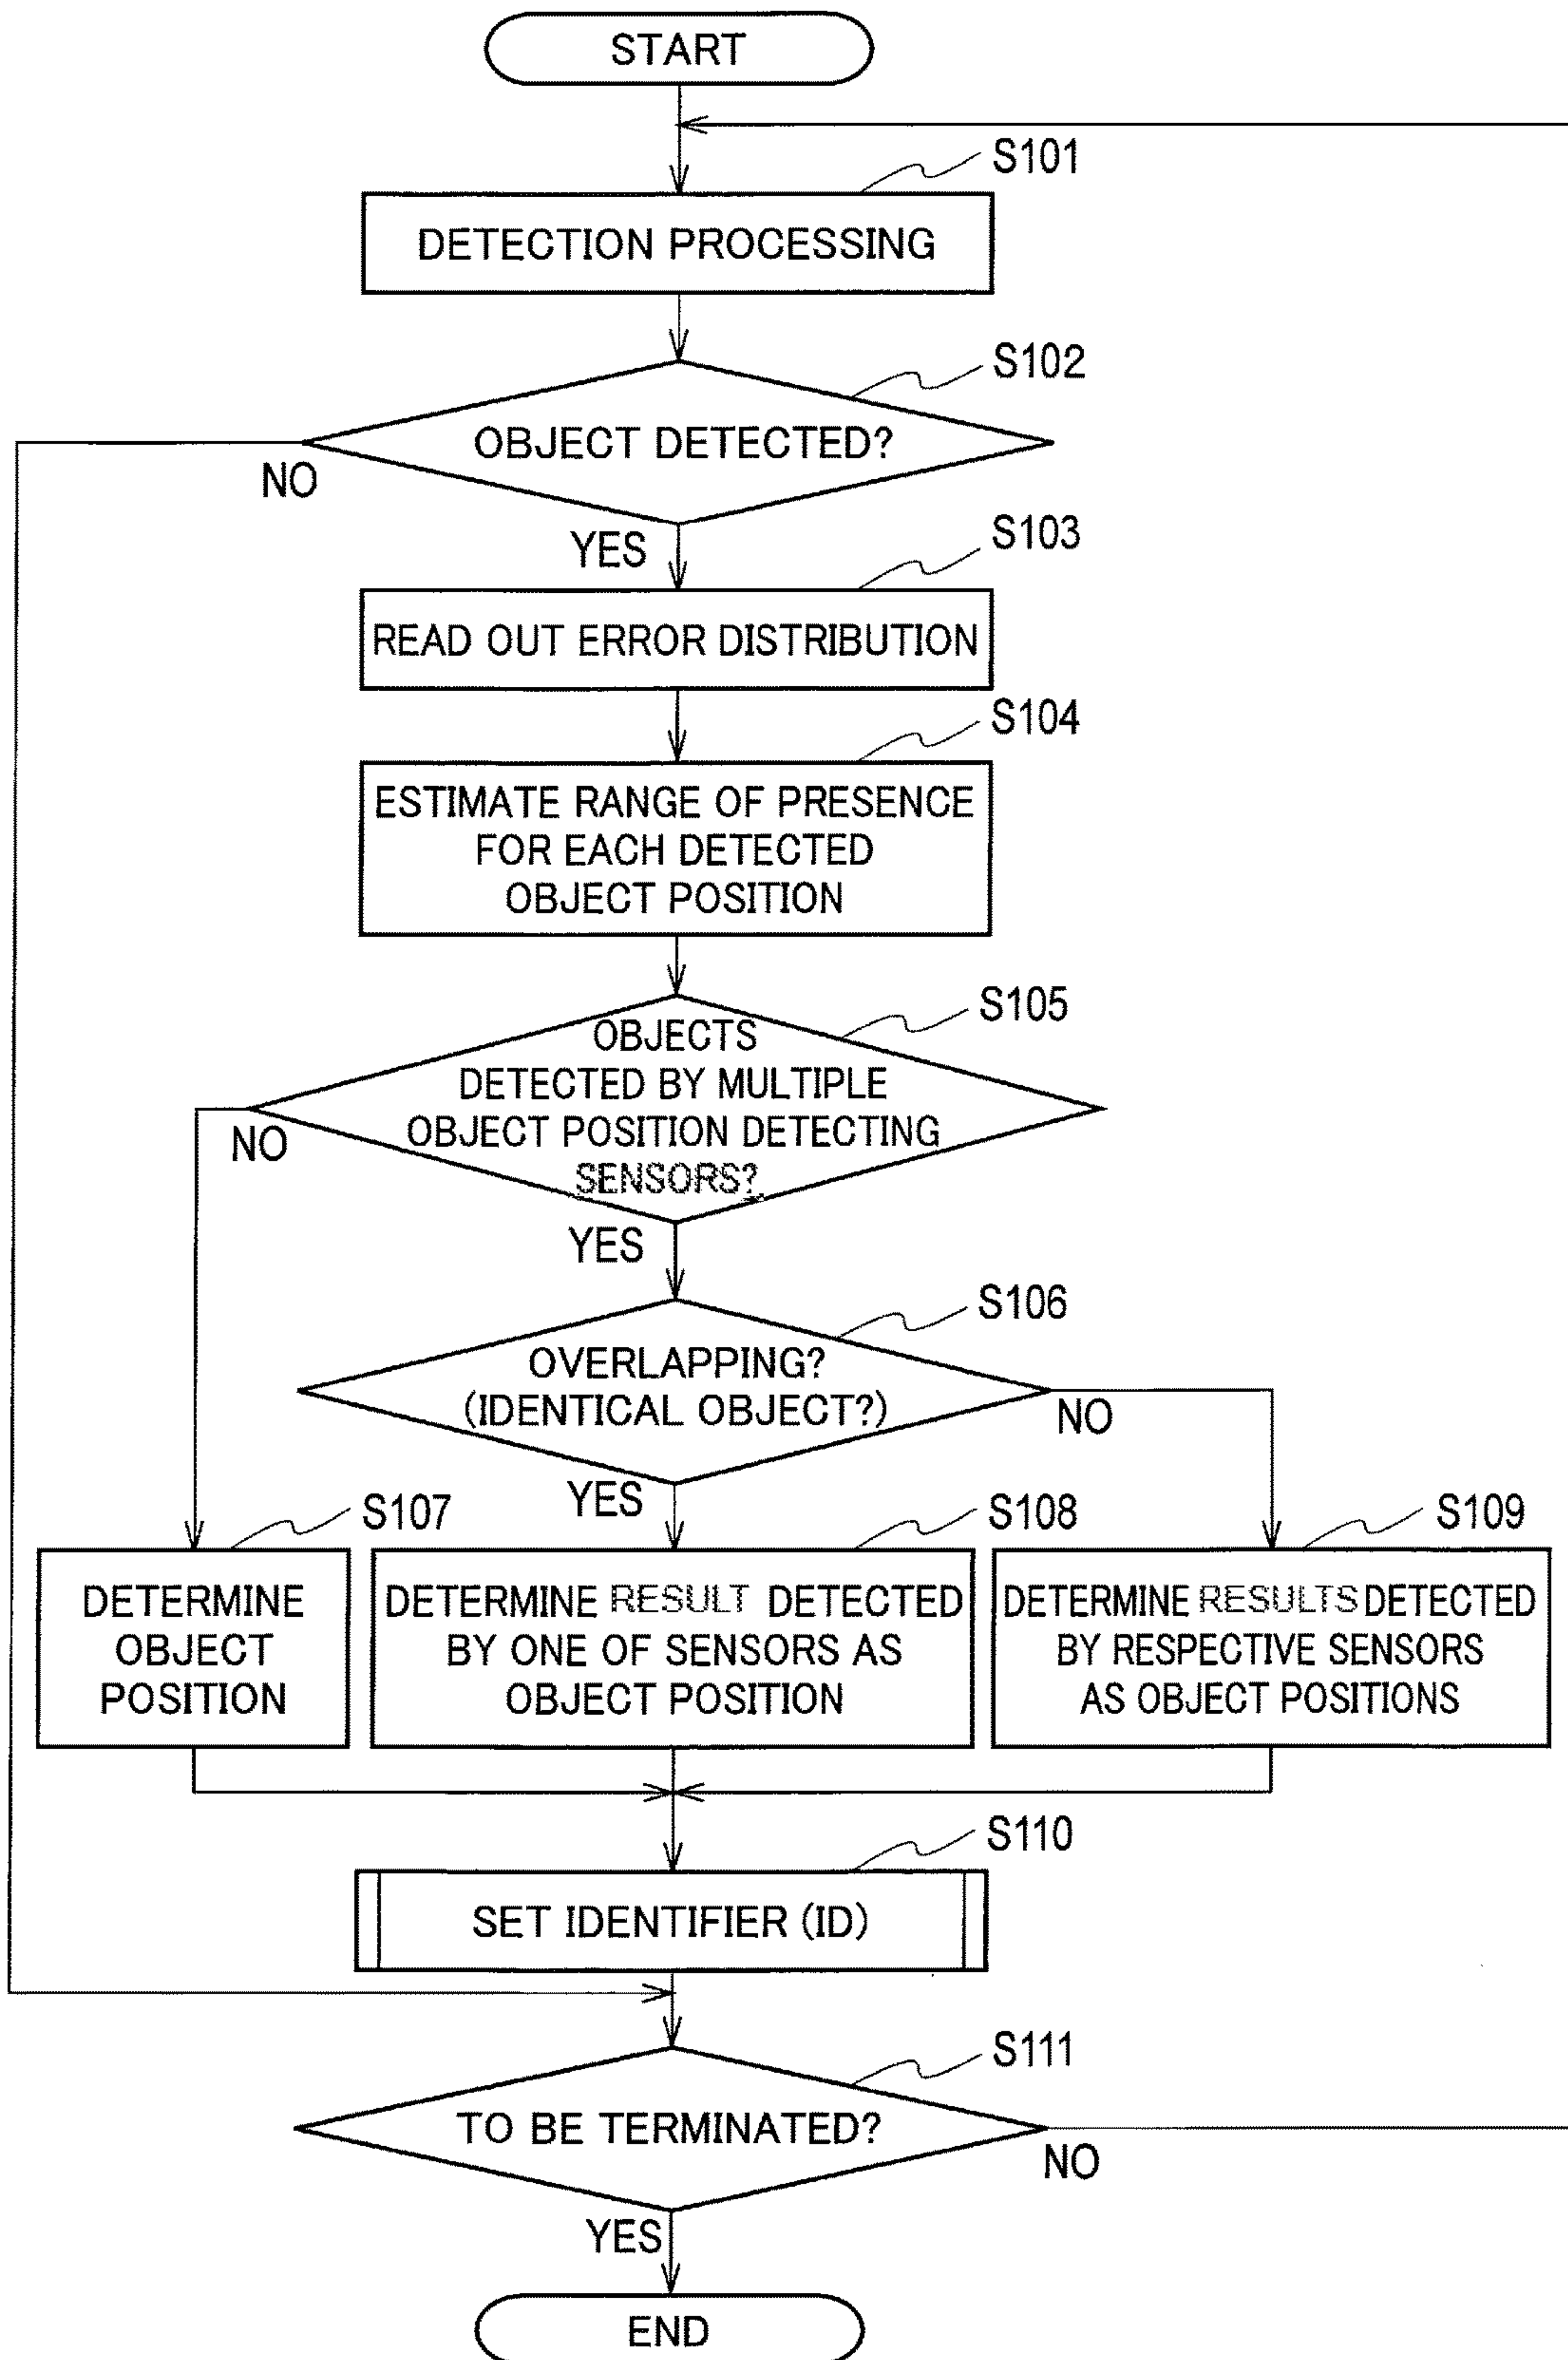 START
S101
DETECTION PROCESSING
S102
OBJECT DETECTED?
NO
YES
S103
READ OUT ERROR DISTRIBUTION
S104
ESTIMATE RANGE OF PRESENCE
FOR EACH DETECTED
OBJECT POSITION
S105
OBJECTS
DETECTED BY MULTIPLE
OBJECT POSITION DETECTING
SENSORS?
NO
YES
S106
OVERLAPPING?
(IDENTICAL OBJECT?)
NO
YES
S107
DETERMINE
OBJECT
POSITION
S108
DETERMINE RESULT DETECTED
BY ONE OF SENSORS AS
OBJECT POSITION
S109
DETERMINE RESULTS DETECTED
BY RESPECTIVE SENSORS
AS OBJECT POSITIONS
S110
SET IDENTIFIER (ID)
S111
TO BE TERMINATED?
NO
YES
END